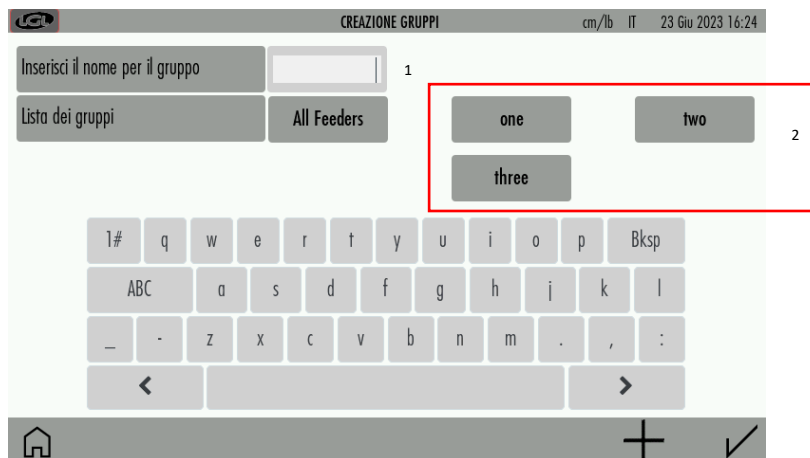 LGL CREAZIONE GRUPPI cm/lb IT 23 Giu 2023 16:24
Inserisci il nome per il gruppo 1
Lista dei gruppi All Feeders one two 2
three
1# q w e r t y u i o p Bksp
ABC a s d f g h j k l
_ - z x c v b n m . , :